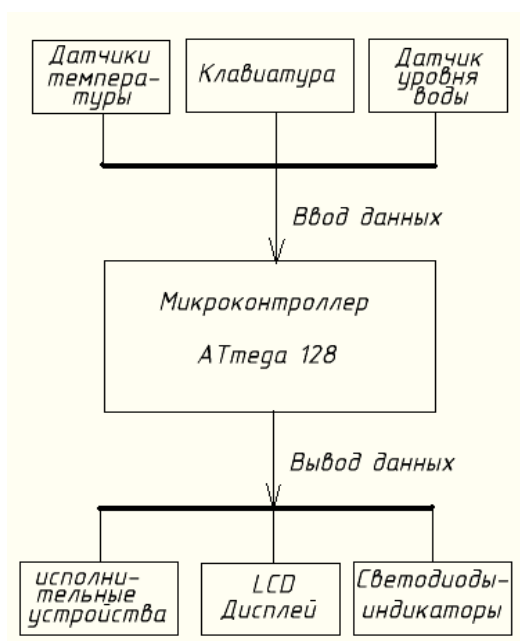 Датчики
темпера-
туры
Клавиатура
Датчик
уровня
воды
Ввод данных
Микроконтроллер
ATmega 128
Вывод данных
исполни-
тельные
устройства
LCD
Дисплей
Светодиоды-
индикаторы